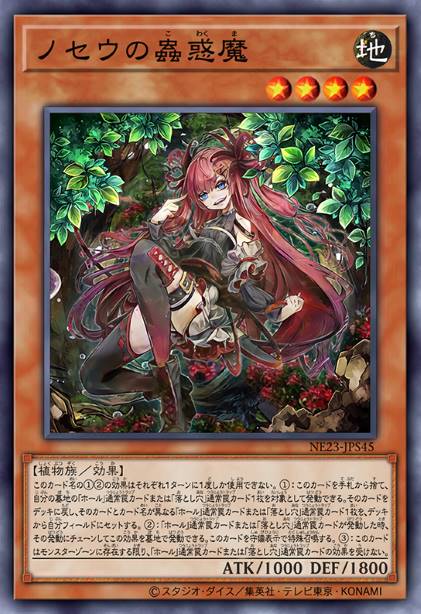 ノセウの蟲惑魔
地
NE23-JPS45
【植物族／効果】
このカード名の①②の効果はそれぞれ1ターンに1度しか使用できない。①：このカードを手札から捨て、
自分の墓地の「ホール」通常罠カードまたは「落とし穴」通常罠カード1枚を対象として発動できる。そのカードを
デッキに戻し、そのカードとカード名が異なる「ホール」通常罠カードまたは「落とし穴」通常罠カード1枚を、デッキ
から自分フィールドにセットする。②：「ホール」通常罠カードまたは「落とし穴」通常罠カードが発動した時、
その発動にチェーンしてこの効果を墓地で発動できる。このカードを守備表示で特殊召喚する。③：このカード
はモンスターゾーンに存在する限り、「ホール」通常罠カードまたは「落とし穴」通常罠カードの効果を受けない。
ATK/1000 DEF/1800
©スタジオ・ダイス／集英社・テレビ東京・KONAMI